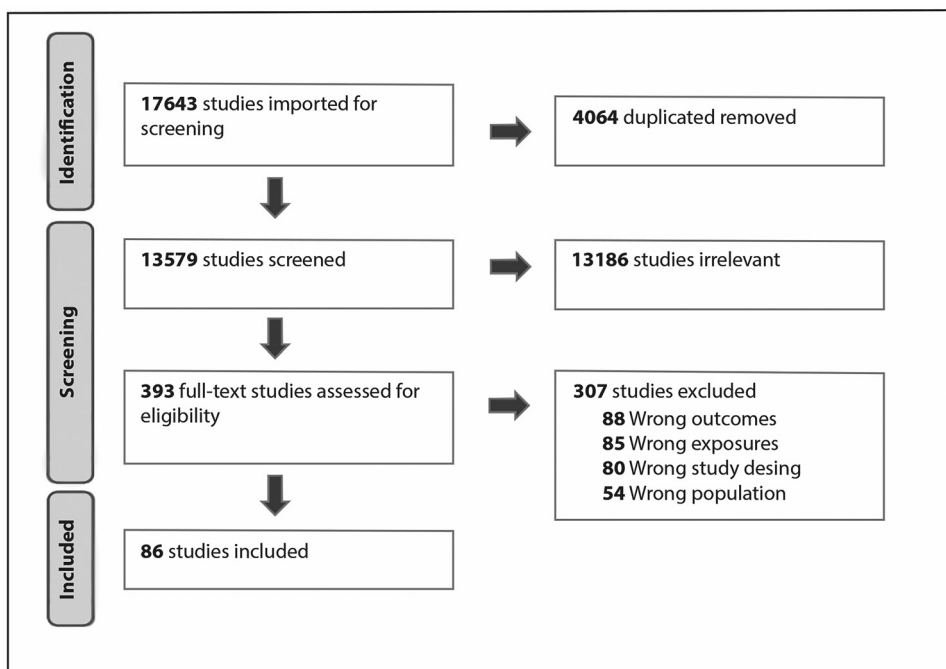 Identification
17643 studies imported for
screening
4064 duplicated removed
Screening
13579 studies screened
13186 studies irrelevant
393 full-text studies assessed for
eligibility
307 studies excluded
88 Wrong outcomes
85 Wrong exposures
80 Wrong study desing
54 Wrong population
Included
86 studies included